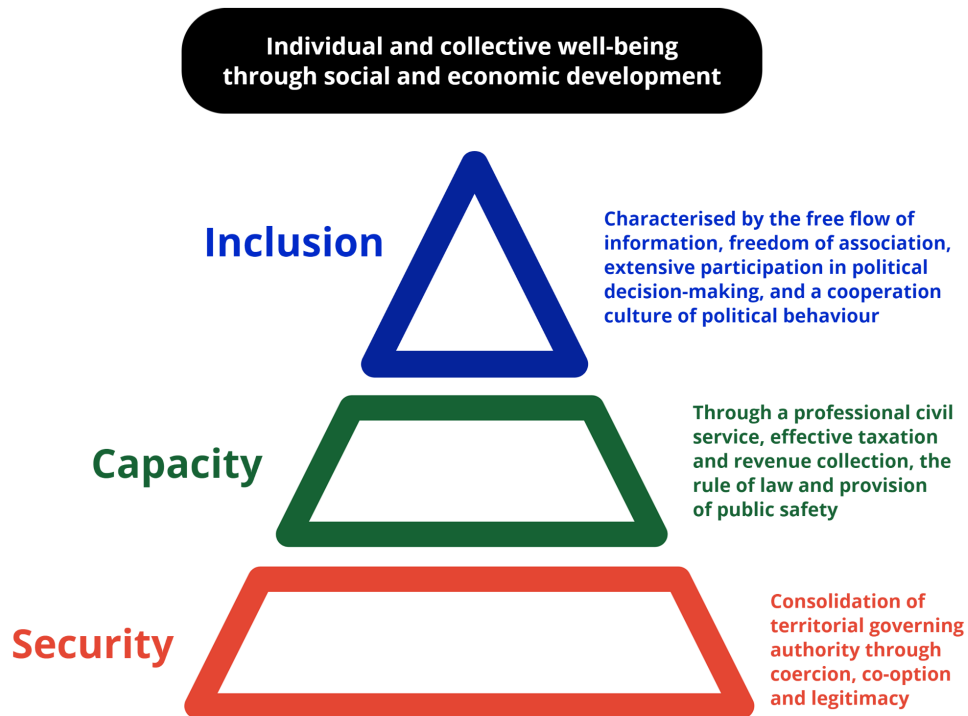 Individual and collective well-being
through social and economic development
Inclusion
Characterised by the free flow of
information, freedom of association,
extensive participation in political
decision-making, and a cooperation
culture of political behaviour
Capacity
Through a professional civil
service, effective taxation
and revenue collection, the
rule of law and provision
of public safety
Security
Consolidation of
territorial governing
authority through
coercion, co-option
and legitimacy